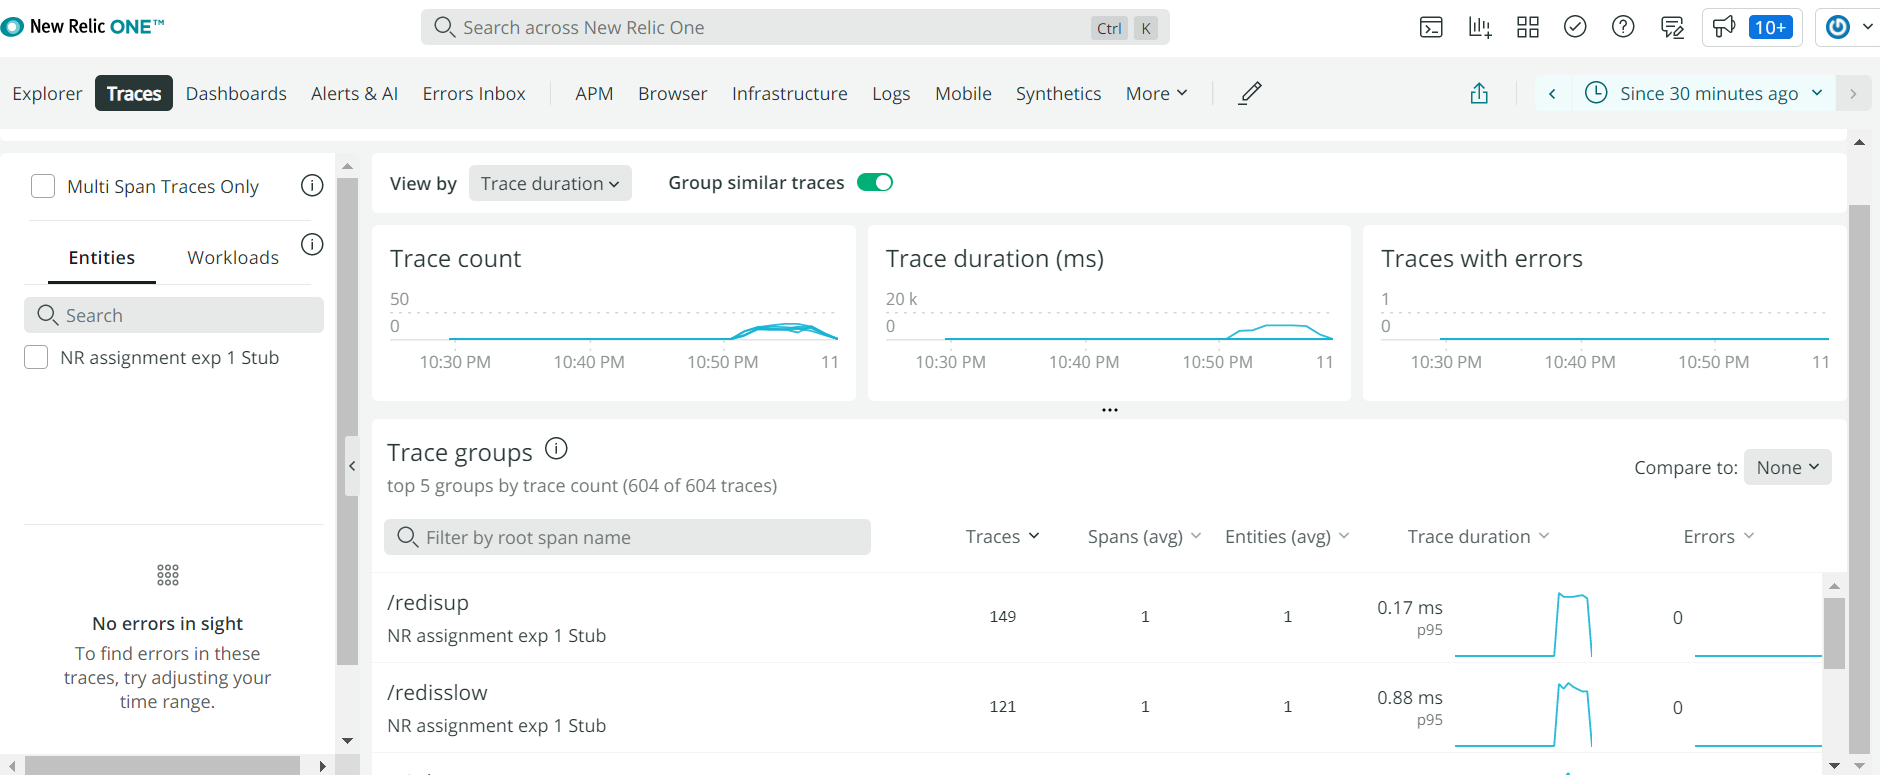 New Relic ONE™
Search across New Relic One
Ctrl K
10+
Explorer Traces Dashboards Alerts & AI Errors Inbox APM Browser Infrastructure Logs Mobile Synthetics More
Since 30 minutes ago
Multi Span Traces Only
Entities Workloads
Search
NR assignment exp 1 Stub
No errors in sight
To find errors in these
traces, try adjusting your
time range.
View by Trace duration Group similar traces
Trace count
50
0
10:30 PM 10:40 PM 10:50 PM 11
Trace duration (ms)
20 k
0
10:30 PM 10:40 PM 10:50 PM 11
Traces with errors
1
0
10:30 PM 10:40 PM 10:50 PM 11
Trace groups
top 5 groups by trace count (604 of 604 traces)
Compare to: None
Filter by root span name
Traces Spans (avg) Entities (avg) Trace duration Errors
/redisup
NR assignment exp 1 Stub
149 1 1 0.17 ms
p95
0
/redisslow
NR assignment exp 1 Stub
121 1 1 0.88 ms
p95
0